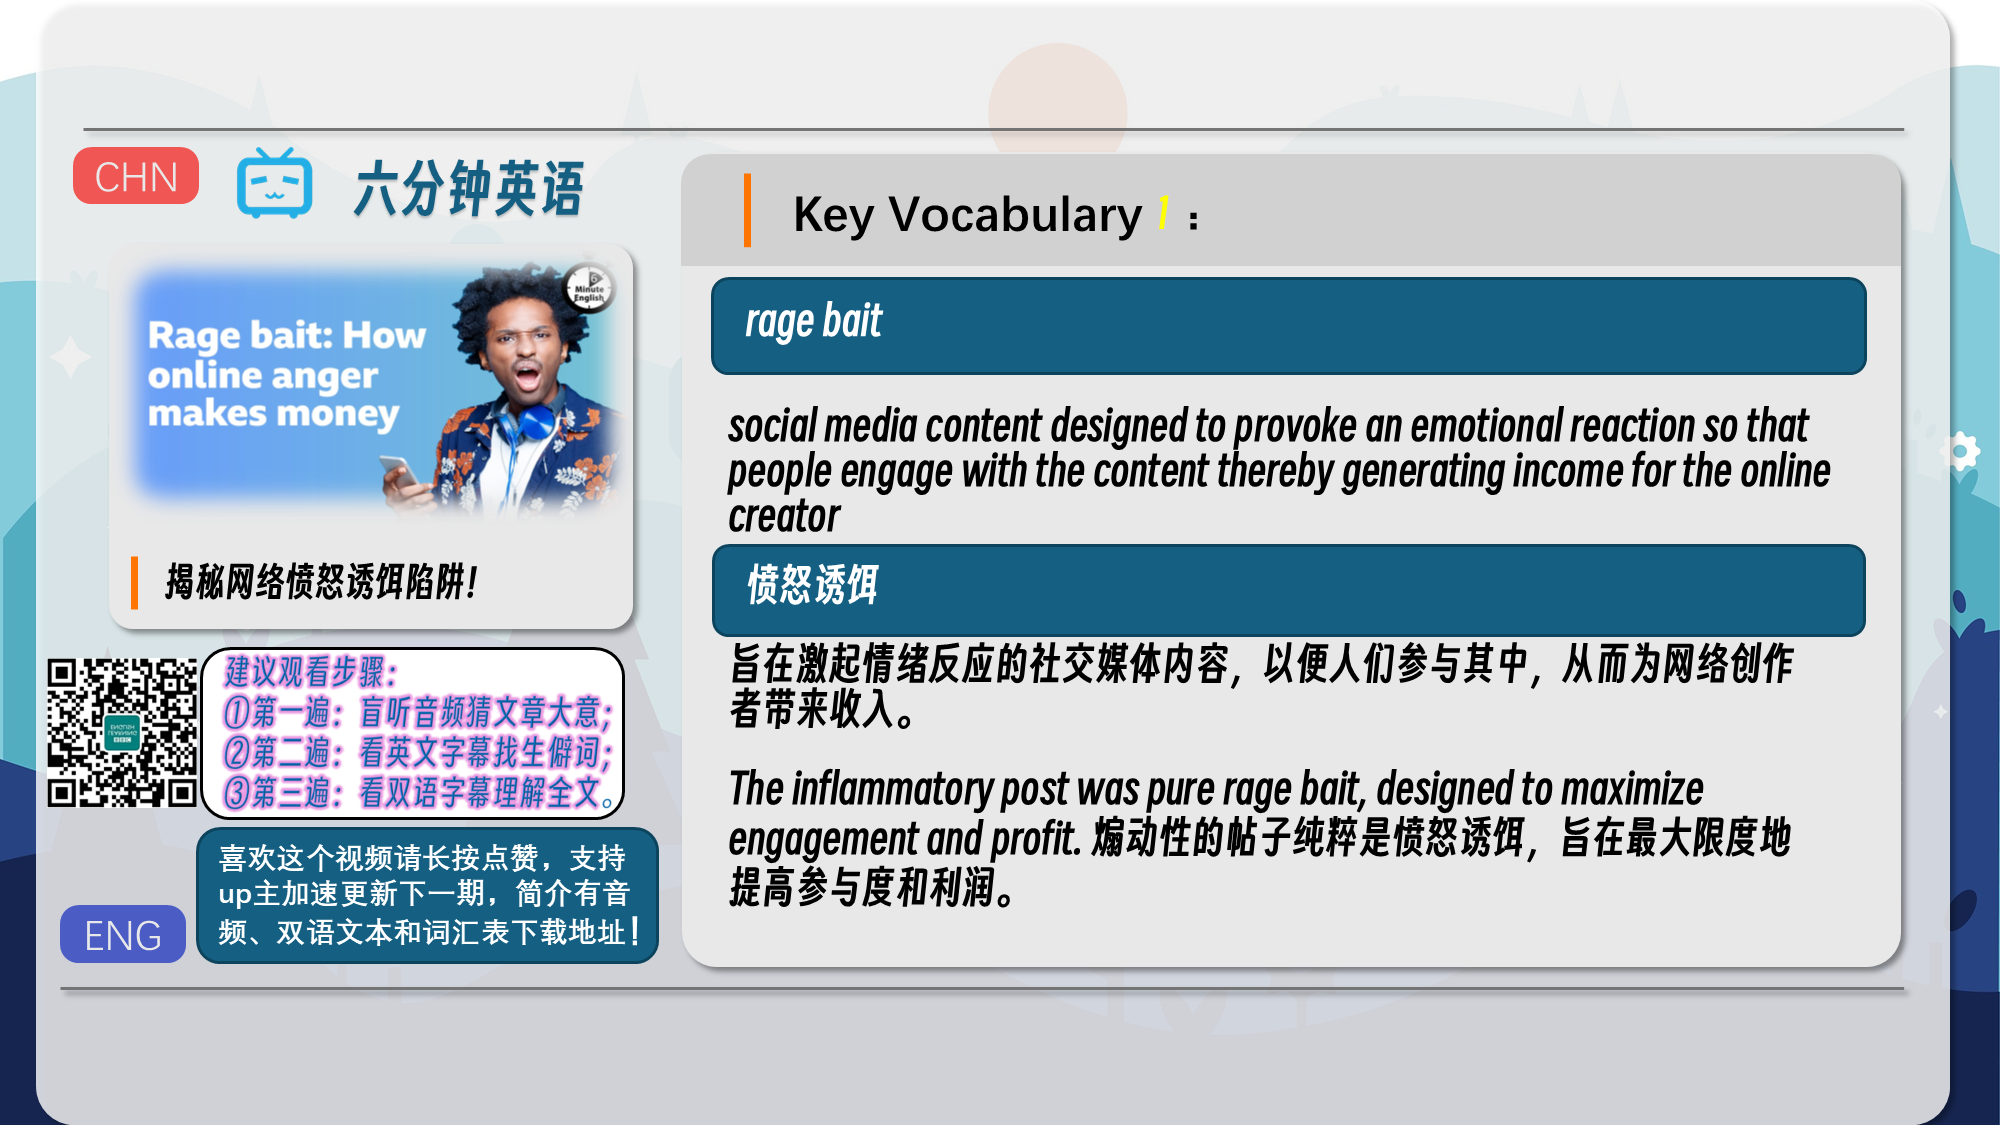 CHN
六分钟英语
6
Minute
English
Rage bait: How
online anger
makes money
揭秘网络愤怒诱饵陷阱！
建议观看步骤：
①第一遍：盲听音频猜文章大意；
②第二遍：看英文字幕找生僻词；
③第三遍：看双语字幕理解全文。
喜欢这个视频请长按点赞，支持
up主加速更新下一期，简介有音
频、双语文本和词汇表下载地址！
ENG
Key Vocabulary 1：
rage bait
social media content designed to provoke an emotional reaction so that
people engage with the content thereby generating income for the online
creator
愤怒诱饵
旨在激起情绪反应的社交媒体内容，以便人们参与其中，从而为网络创作
者带来收入。
The inflammatory post was pure rage bait, designed to maximize
engagement and profit. 煽动性的帖子纯粹是愤怒诱饵，旨在最大限度地
提高参与度和利润。